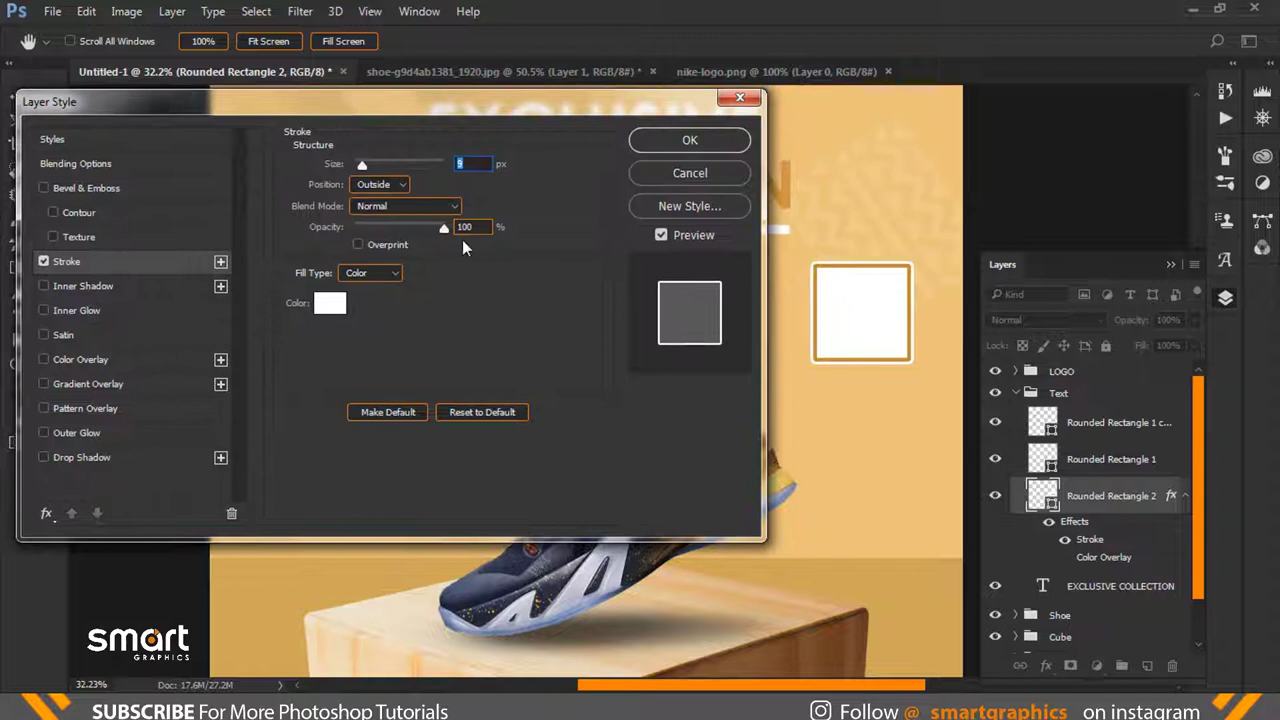 Ps File Edit Image Layer Type Select Filter 3D View Window Help
Scroll All Windows 100% Fit Screen Fill Screen
Untitled-1 @ 32.2% (Rounded Rectangle 2, RGB/8) * × shoe-g9d4ab1381_1920.jpg @ 50.5% (Layer 1, RGB/8#) * × nike-logo.png @ 100% (Layer 0, RGB/8#) ×
Layer Style
Styles
Blending Options
Bevel & Emboss
Contour
Texture
Stroke
Inner Shadow
Inner Glow
Satin
Color Overlay
Gradient Overlay
Pattern Overlay
Outer Glow
Drop Shadow
fx
Stroke
Structure
Size: 9 px
Position: Outside
Blend Mode: Normal
Opacity: 100 %
Overprint
Fill Type: Color
Color:
Make Default Reset to Default
OK
Cancel
New Style...
Preview
N
Layers
Kind
Normal Opacity: 100%
Lock: Fill: 100%
LOGO
Text
Rounded Rectangle 1 c...
Rounded Rectangle 1
Rounded Rectangle 2 fx
Effects
Stroke
Color Overlay
EXCLUSIVE COLLECTION
Shoe
Cube
fx
smart
GRAPHICS
32.23% Doc: 17.6M/27.2M
SUBSCRIBE For More Photoshop Tutorials
Follow @ smartgraphics on instagram